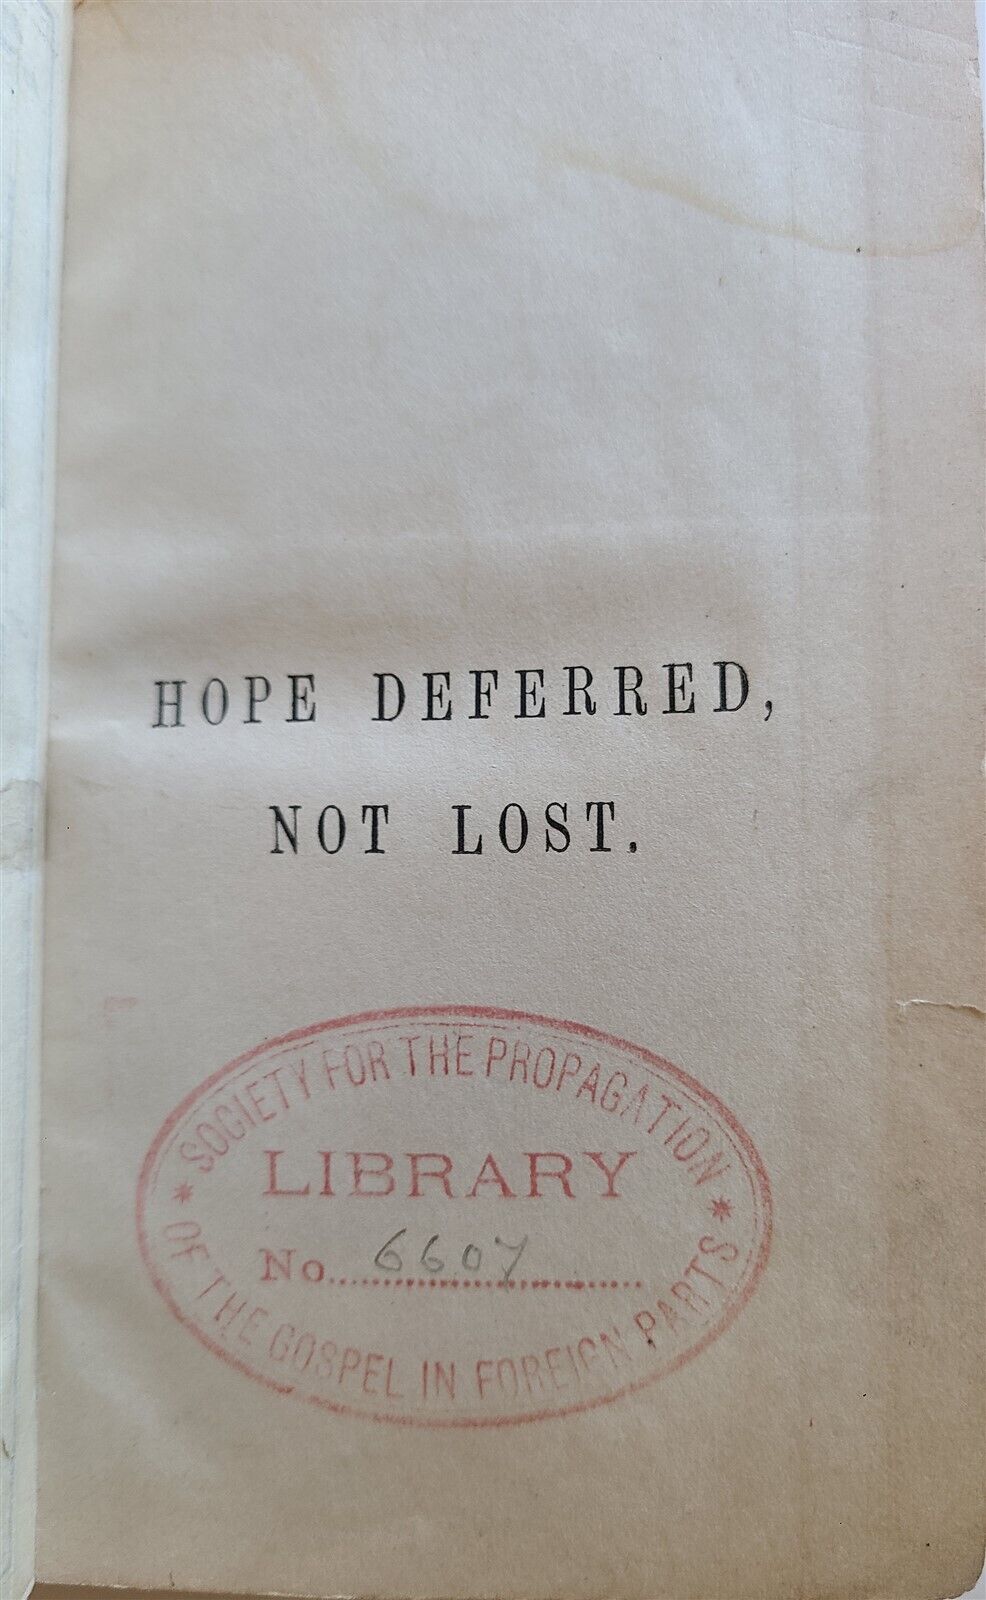 HOPE DEFERRED,
NOT LOST.
SOCIETY FOR THE PROPAGATION
LIBRARY
No. 6607
OF THE GOSPEL IN FOREIGN PARTS